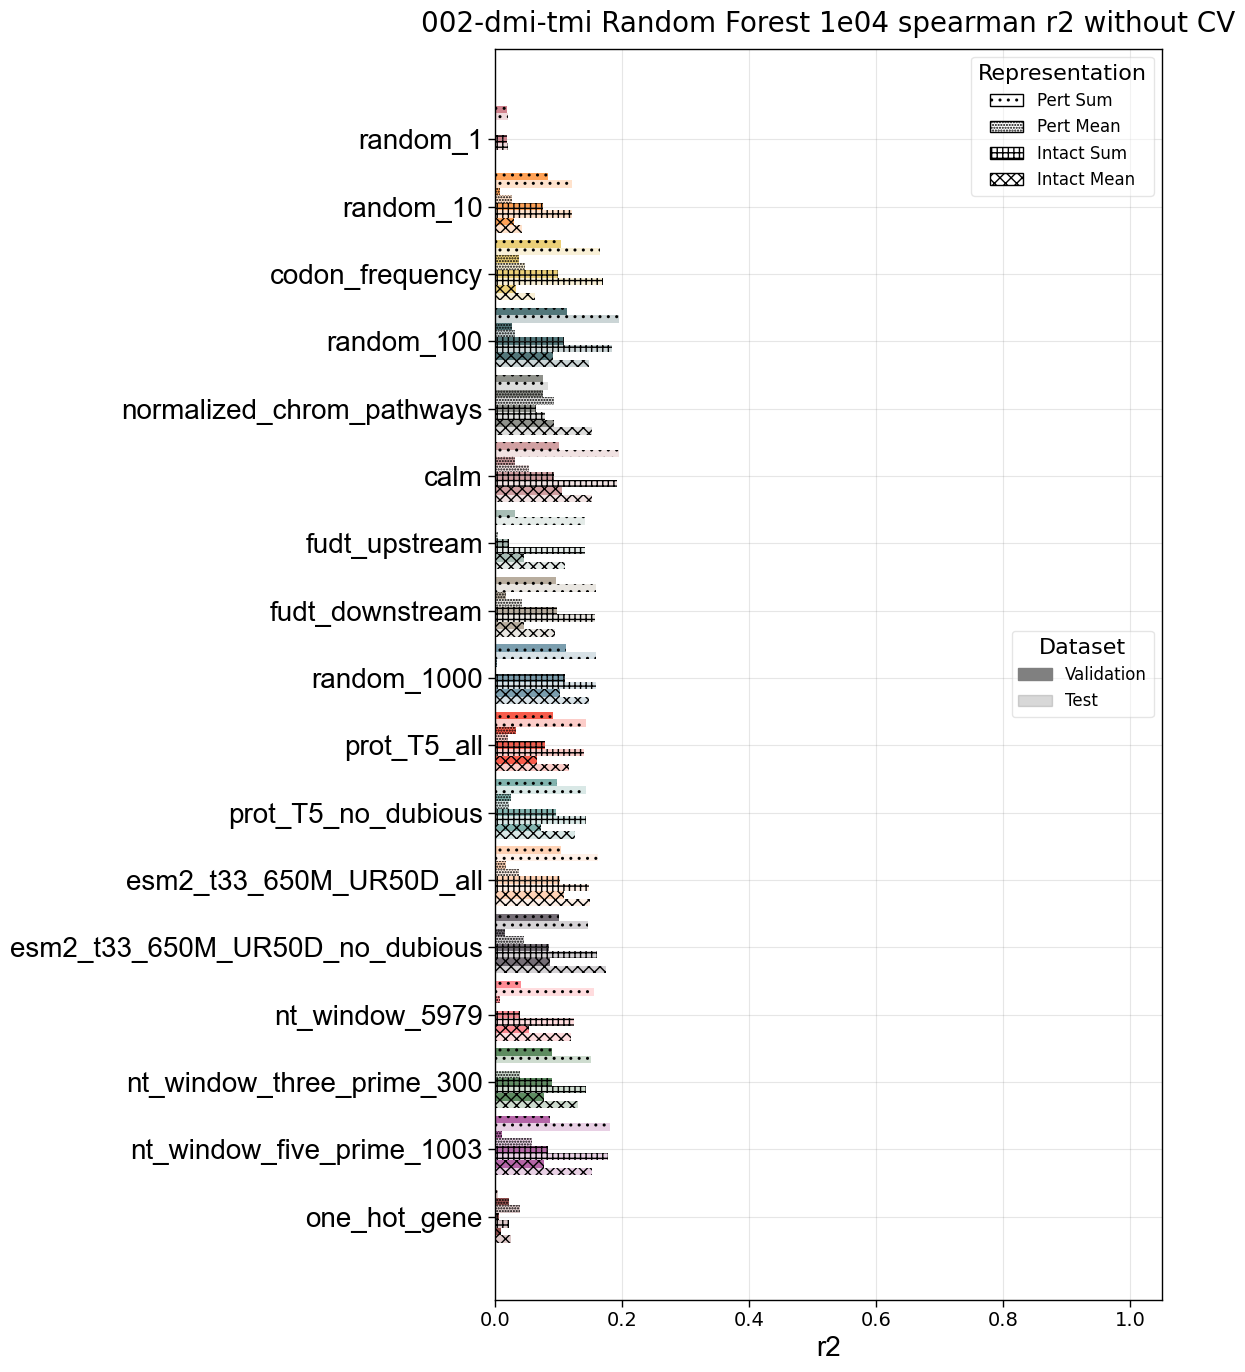 002-dmi-tmi Random Forest 1e04 spearman r2 without CV
Representation
Pert Sum
Pert Mean
Intact Sum
Intact Mean
random_1
random_10
codon_frequency
random_100
normalized_chrom_pathways
calm
fudt_upstream
fudt_downstream
random_1000
Dataset
Validation
Test
prot_T5_all
prot_T5_no_dubious
esm2_t33_650M_UR50D_all
esm2_t33_650M_UR50D_no_dubious
nt_window_5979
nt_window_three_prime_300
nt_window_five_prime_1003
one_hot_gene
0.0 0.2 0.4 0.6 0.8 1.0
r2